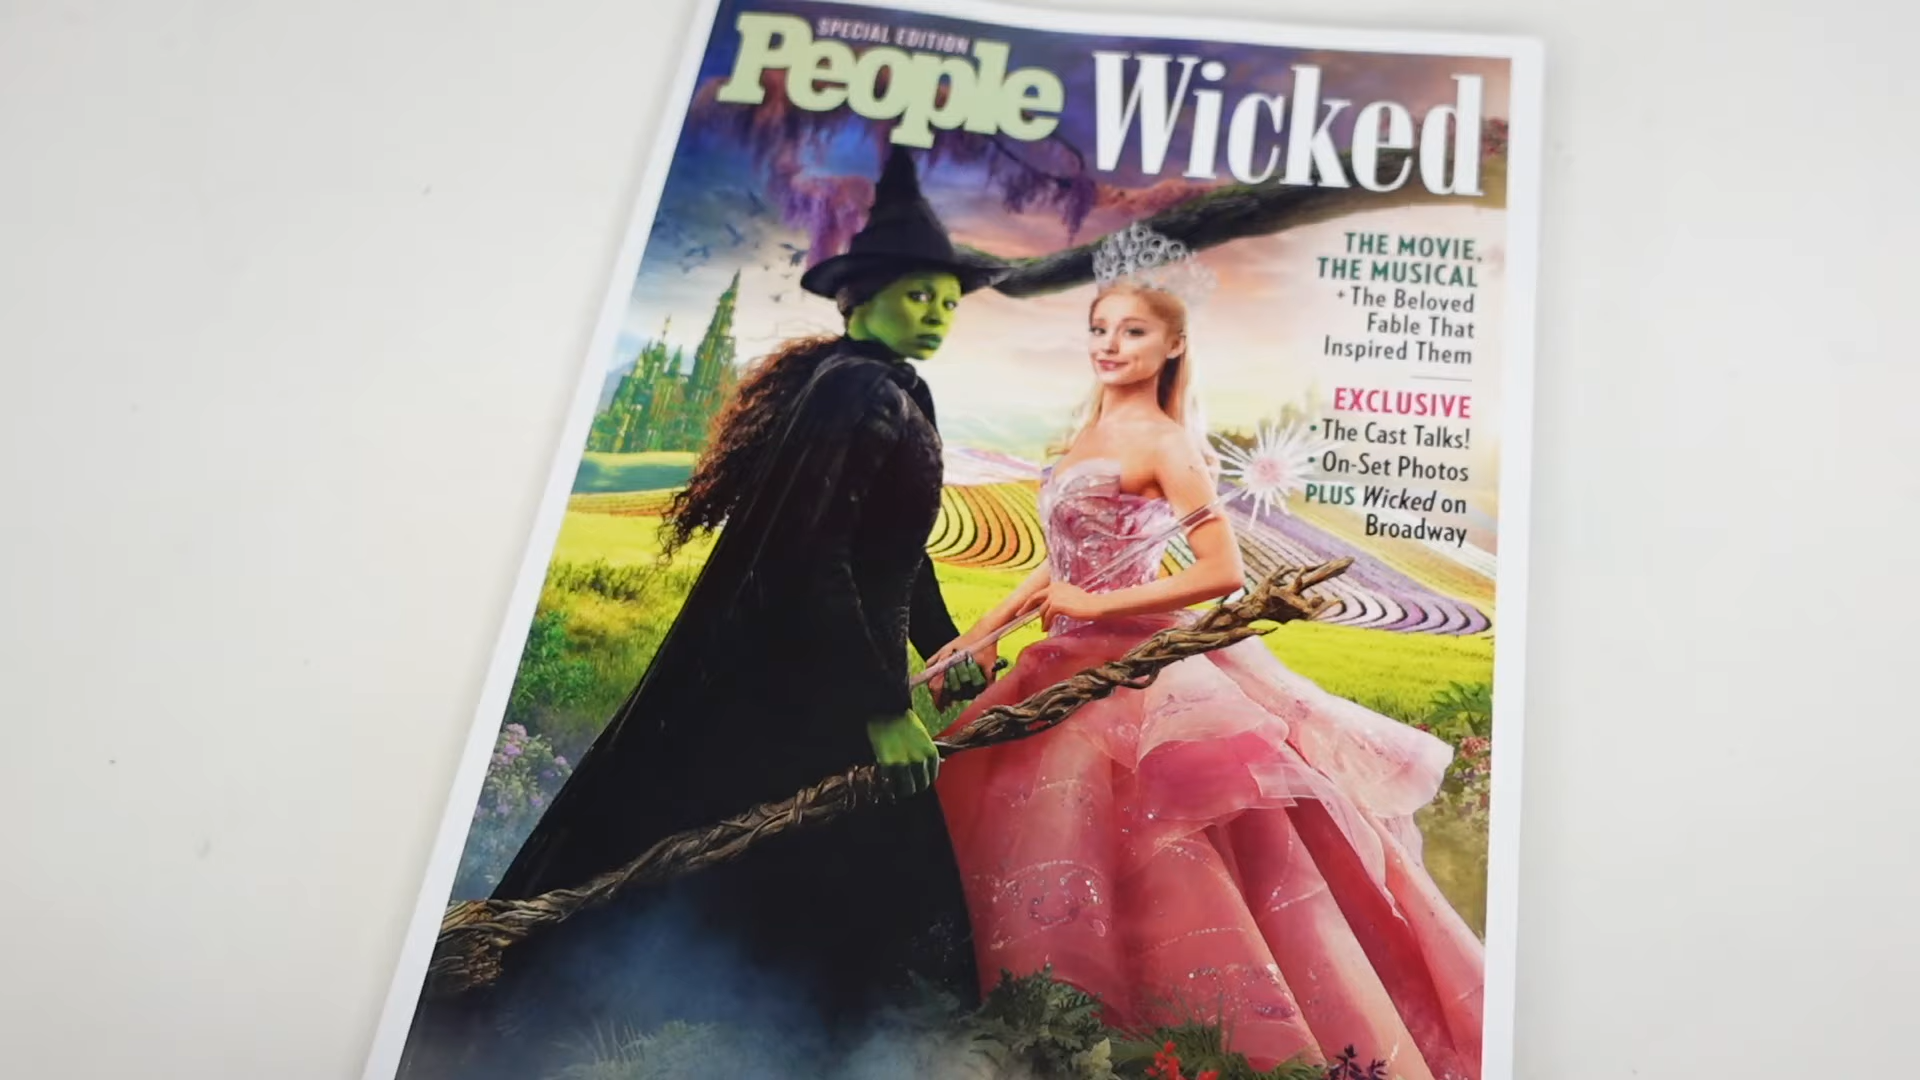 SPECIAL EDITION
People Wicked
THE MOVIE,
THE MUSICAL
+ The Beloved
Fable That
Inspired Them
EXCLUSIVE
• The Cast Talks!
• On-Set Photos
PLUS Wicked on
Broadway